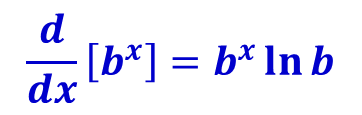 d/dx [b^x] = b^x ln b